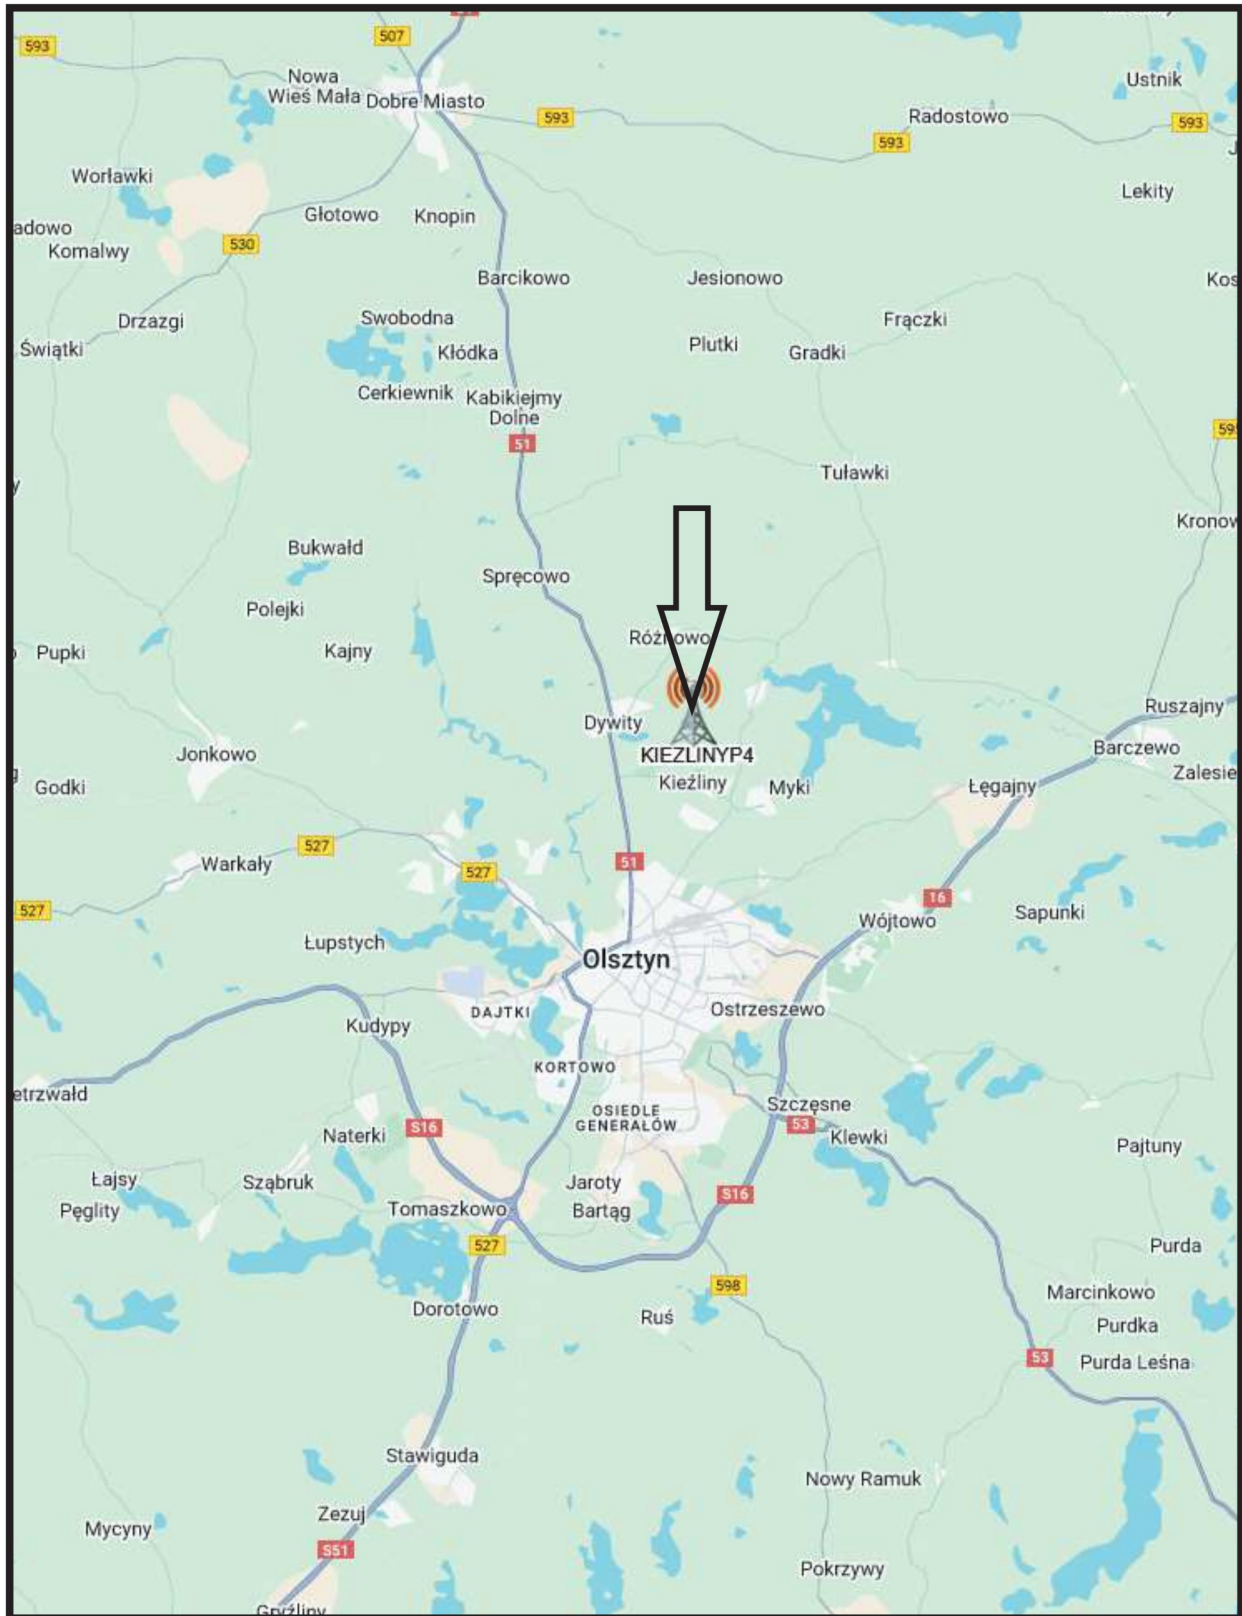 593
507
Nowa
Wieś Mała
Dobre Miasto
593
Ustnik
Radostowo
593
593
Worławki
Lekity
Głotowo
Knopin
adowo
Komalwy
530
Barcikowo
Jesionowo
Kos
Drzazgi
Swobodna
Frączki
Świątki
Kłódka
Plutki
Gradki
Cerkiewnik
Kabikiejmy
Dolne
51
59
Tuławki
Kronow
Bukwałd
Spręcowo
Polejki
Różnowo
Pupki
Kajny
Ruszajny
Dywity
Jonkowo
KIEZLINYP4
Barczewo
Kieźliny
Myki
Łęgajny
Zalesie
Godki
527
Warkały
527
51
16
527
Wójtowo
Sapunki
Łupstych
Olsztyn
DAJTKI
Ostrzeszewo
Kudypy
KORTOWO
etrzwałd
OSIEDLE
GENERAŁÓW
Szczęsne
S16
53
Naterki
Klewki
Pajtuny
Łajsy
Sząbruk
Jaroty
S16
Pęglity
Tomaszkowo
Bartąg
527
Purda
598
Marcinkowo
Dorotowo
Ruś
Purdka
53
Purda Leśna
Stawiguda
Nowy Ramuk
Zezuj
Mycyny
S51
Pokrzywy
Gryźliny